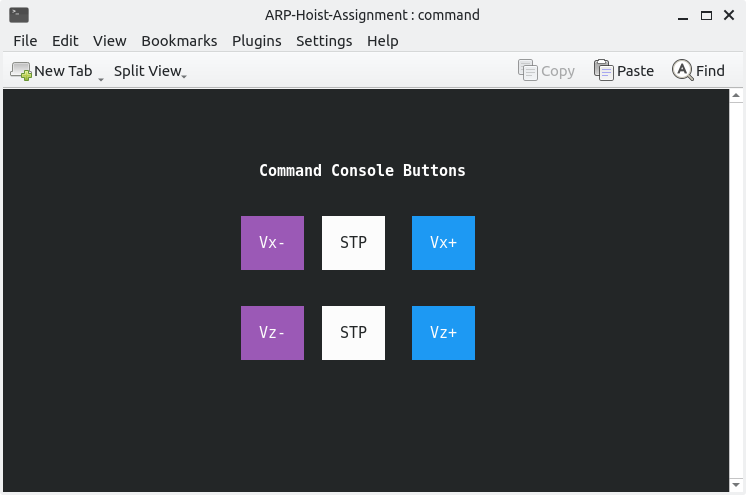 ARP-Hoist-Assignment : command
File Edit View Bookmarks Plugins Settings Help
New Tab Split View Copy Paste Find
Command Console Buttons
Vx- STP Vx+
Vz- STP Vz+